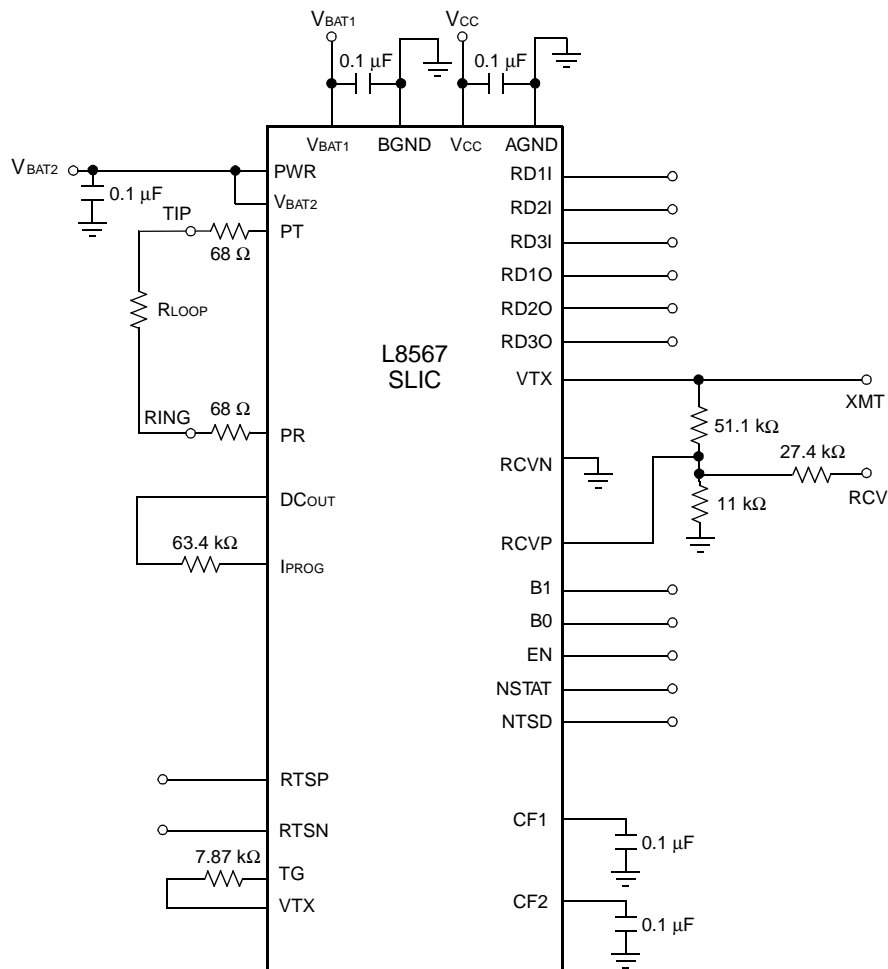 VBAT1
VCC
0.1 µF
0.1 µF
VBAT1
BGND
VCC
AGND
VBAT2
PWR
0.1 µF
VBAT2
TIP
PT
68 Ω
RLOOP
RING
68 Ω
PR
DCOUT
63.4 kΩ
IPROG
RTSP
RTSN
7.87 kΩ
TG
VTX
L8567
SLIC
RD1I
RD2I
RD3I
RD1O
RD2O
RD3O
VTX
XMT
51.1 kΩ
27.4 kΩ
RCVN
RCV
11 kΩ
RCVP
B1
B0
EN
NSTAT
NTSD
CF1
0.1 µF
CF2
0.1 µF